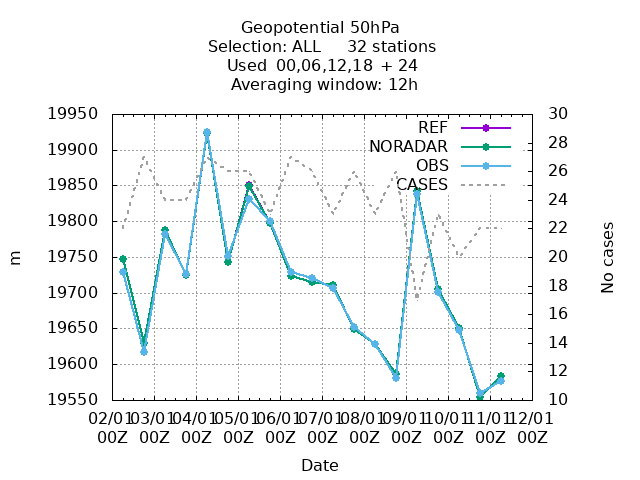 Geopotential 50hPa
Selection: ALL 32 stations
Used 00,06,12,18 + 24
Averaging window: 12h
19950
19900
19850
19800
19750
19700
19650
19600
19550
m
REF
NORADAR
OBS
CASES
30
28
26
24
22
20
18
16
14
12
10
No cases
02/01 03/01 04/01 05/01 06/01 07/01 08/01 09/01 10/01 11/01 12/01
00Z 00Z 00Z 00Z 00Z 00Z 00Z 00Z 00Z 00Z 00Z
Date